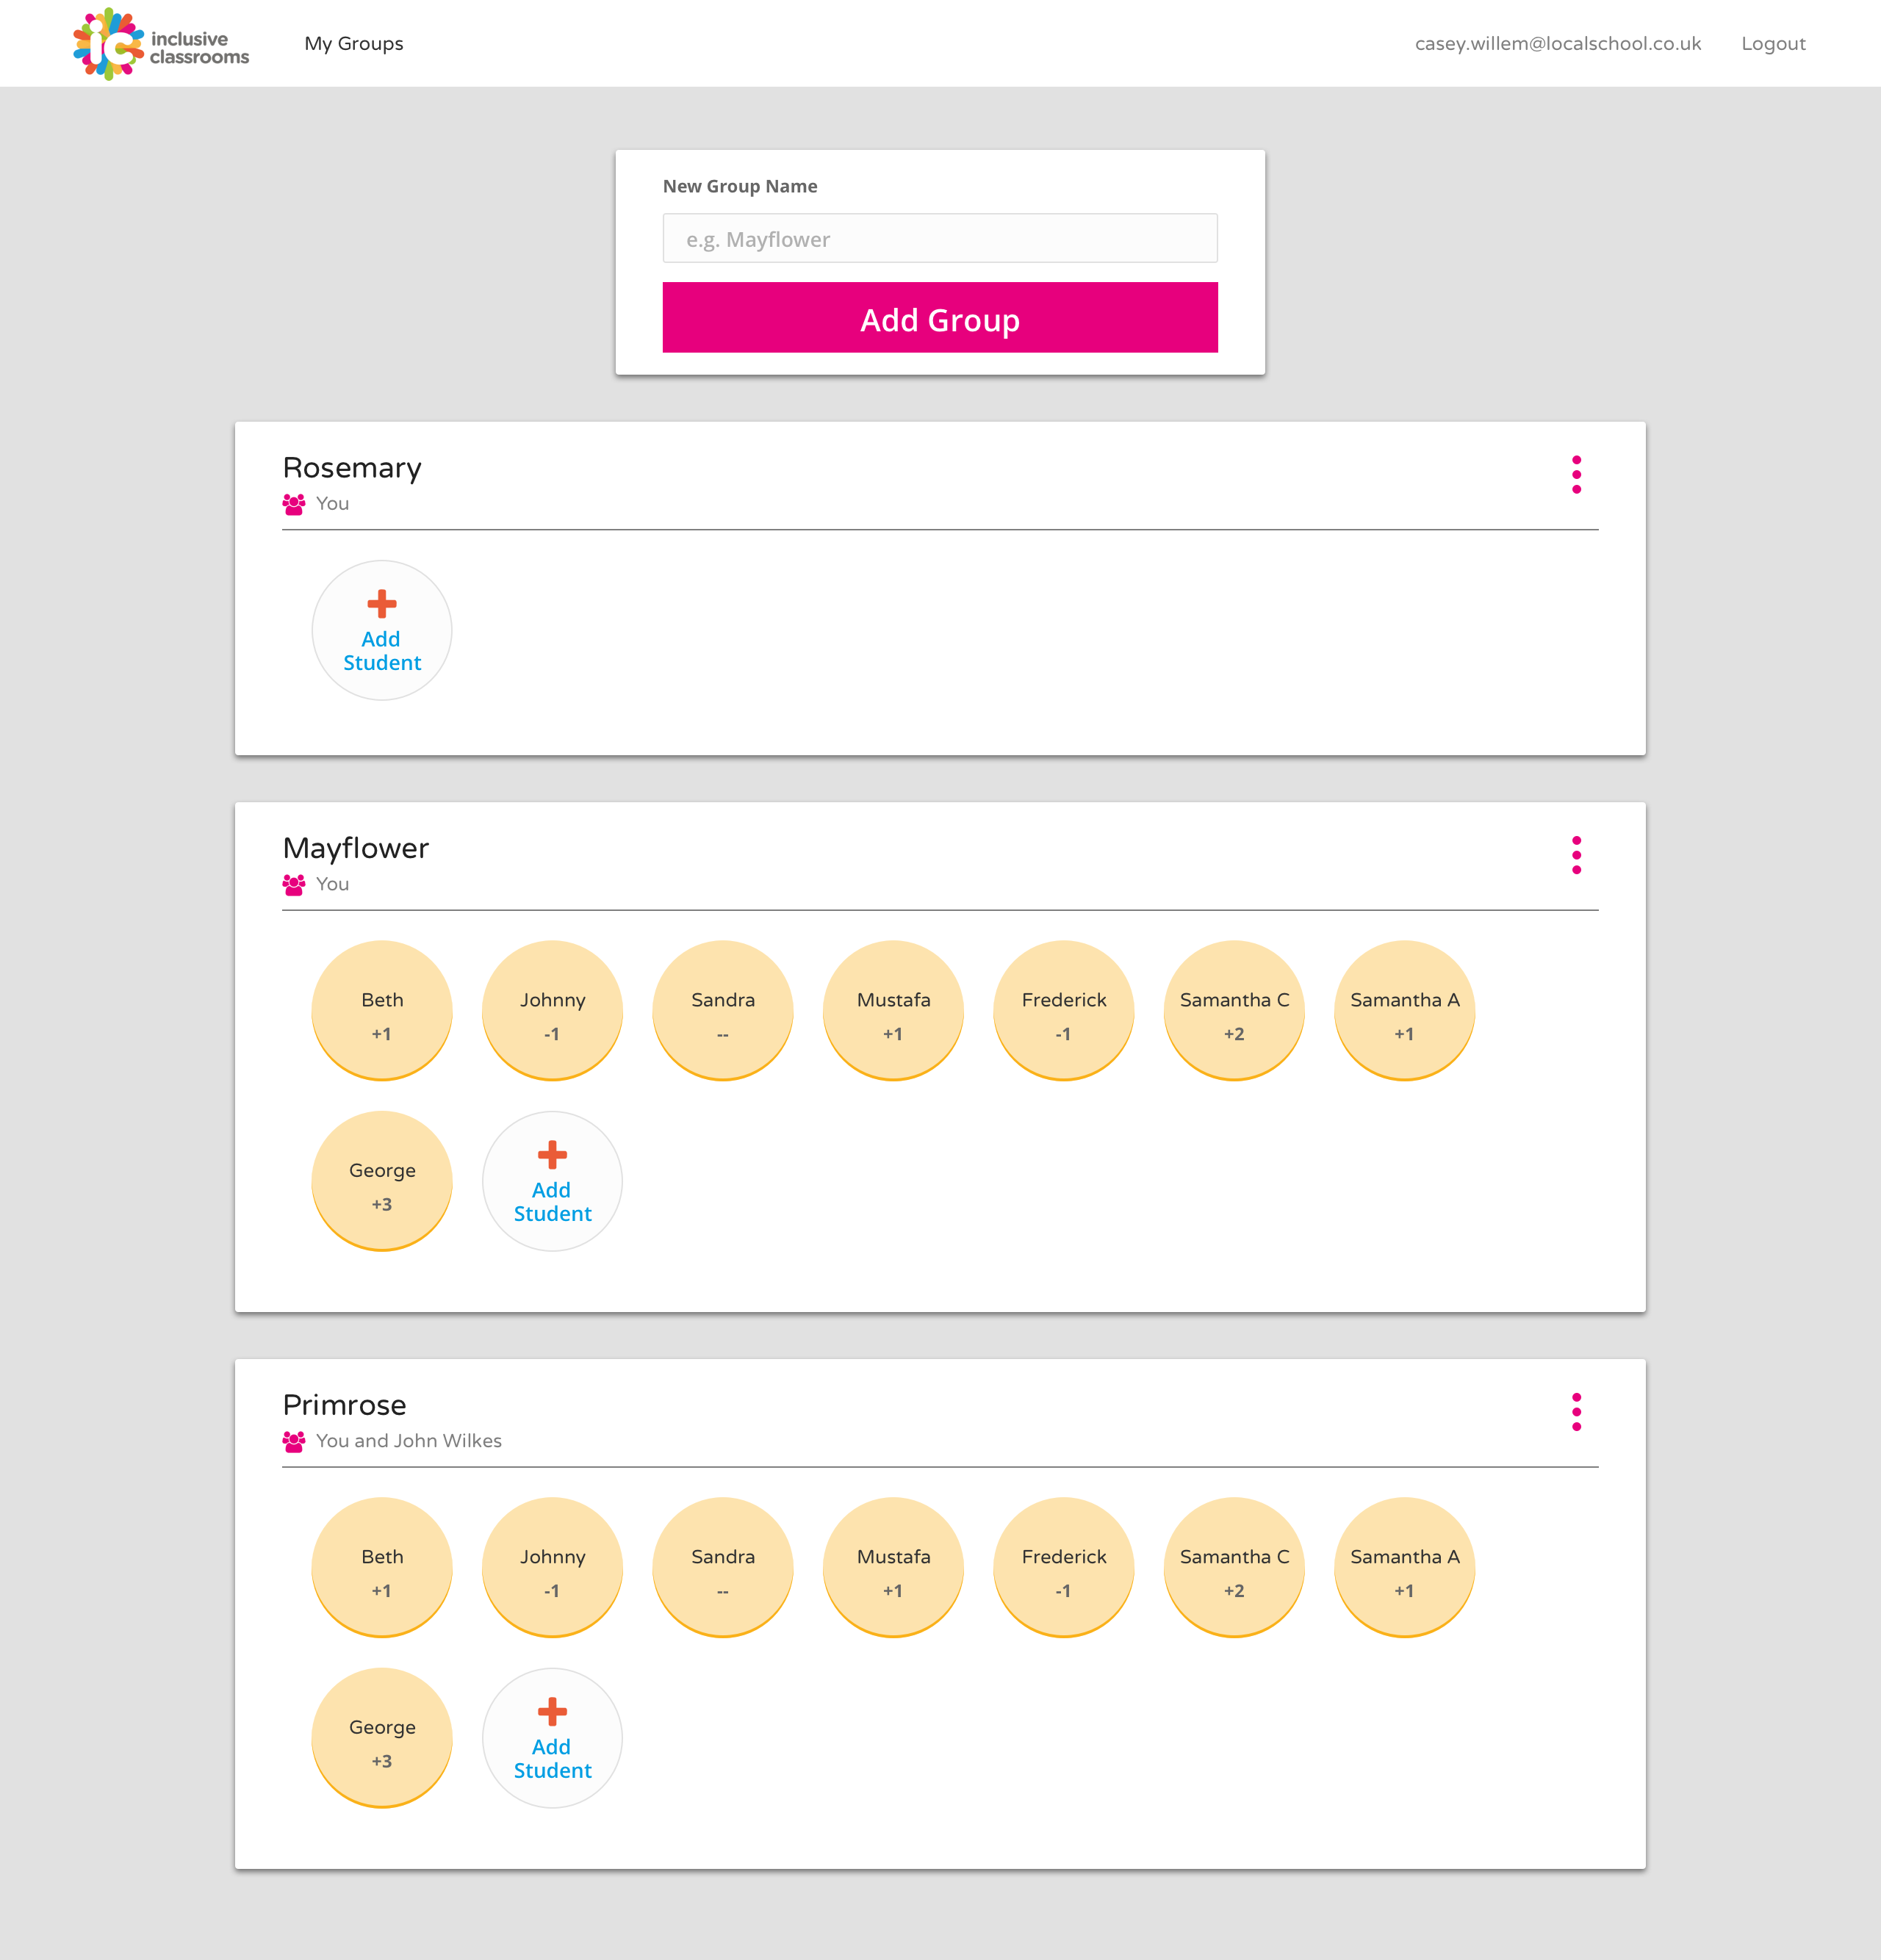 ic inclusive
classrooms
My Groups
casey.willem@localschool.co.uk
Logout
New Group Name
e.g. Mayflower
Add Group
Rosemary
You
Add
Student
Mayflower
You
Beth
+1
Johnny
-1
Sandra
--
Mustafa
+1
Frederick
-1
Samantha C
+2
Samantha A
+1
George
+3
Add
Student
Primrose
You and John Wilkes
Beth
+1
Johnny
-1
Sandra
--
Mustafa
+1
Frederick
-1
Samantha C
+2
Samantha A
+1
George
+3
Add
Student